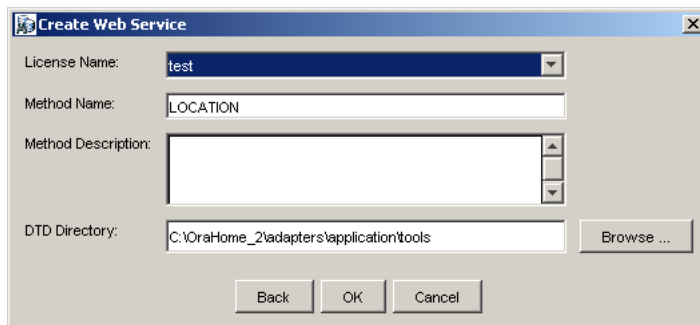 Create Web Service
License Name:
test
Method Name:
LOCATION
Method Description:
DTD Directory:
C:\OraHome_2\adapters\application\tools
Browse ...
Back OK Cancel